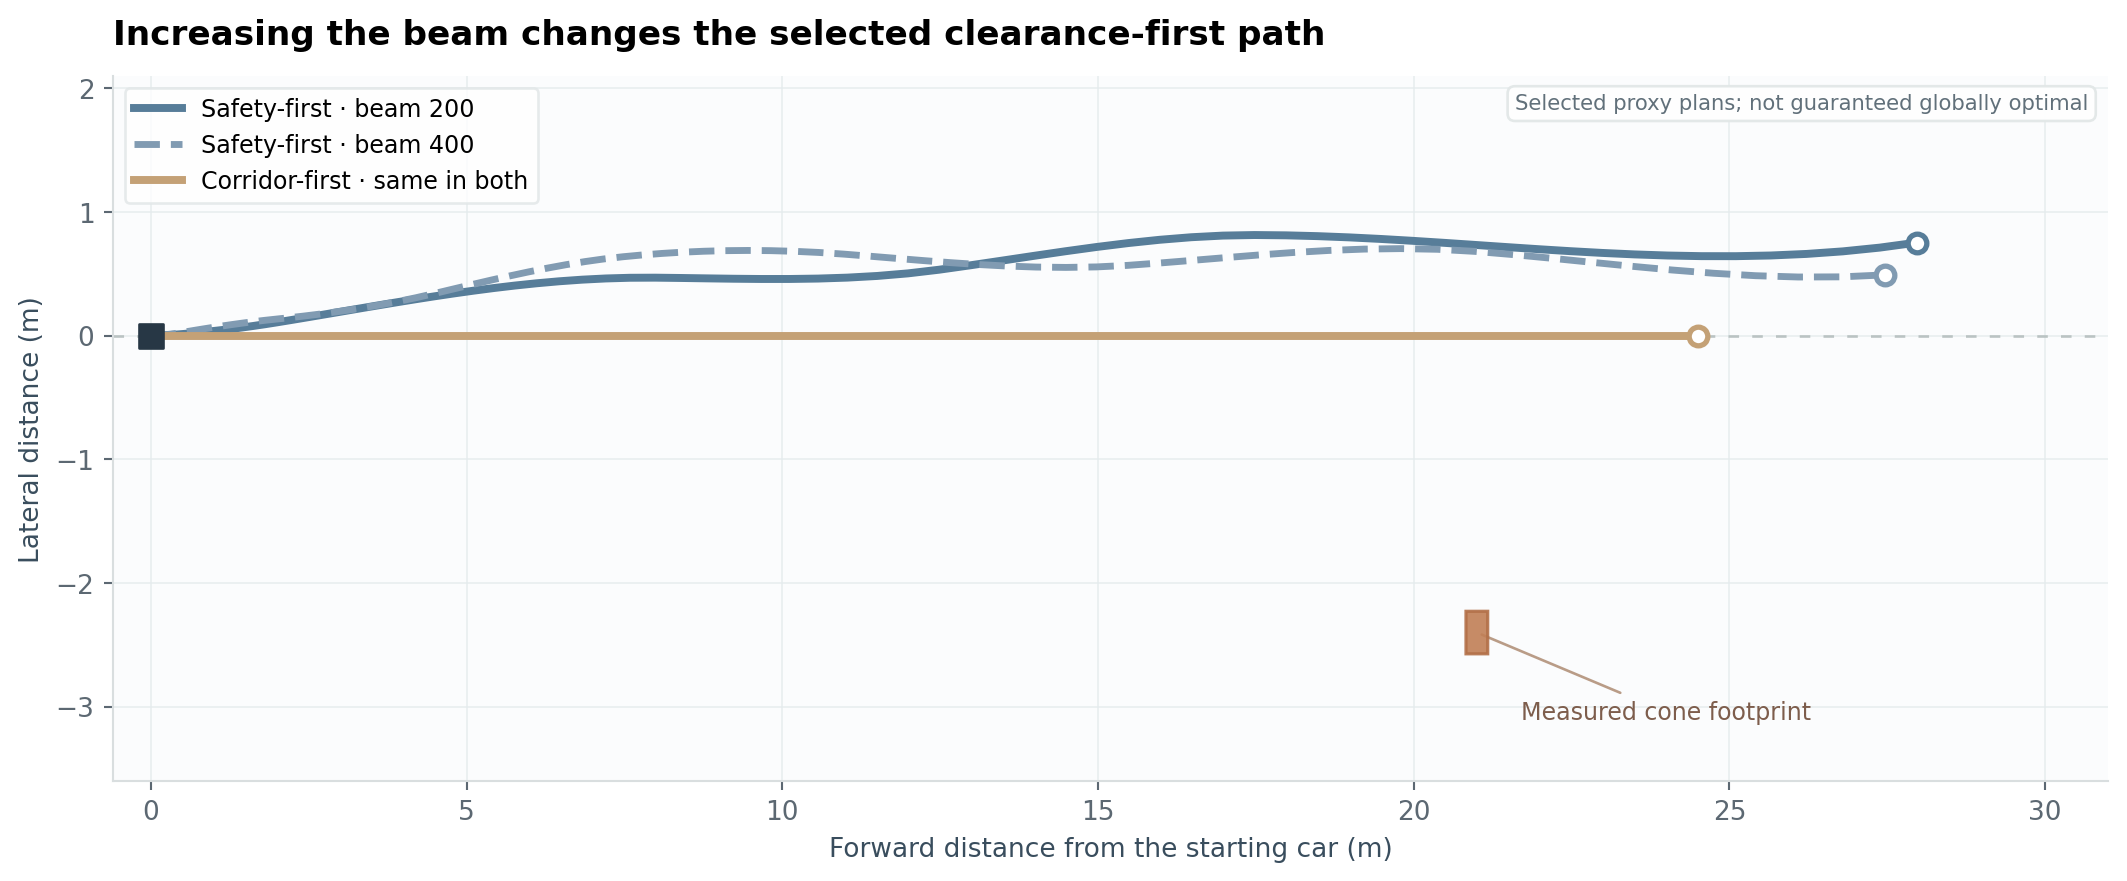 Increasing the beam changes the selected clearance-first path
Safety-first · beam 200
Safety-first · beam 400
Corridor-first · same in both
Selected proxy plans; not guaranteed globally optimal
2
1
0
−1
−2
−3
Lateral distance (m)
Measured cone footprint
0
5
10
15
20
25
30
Forward distance from the starting car (m)